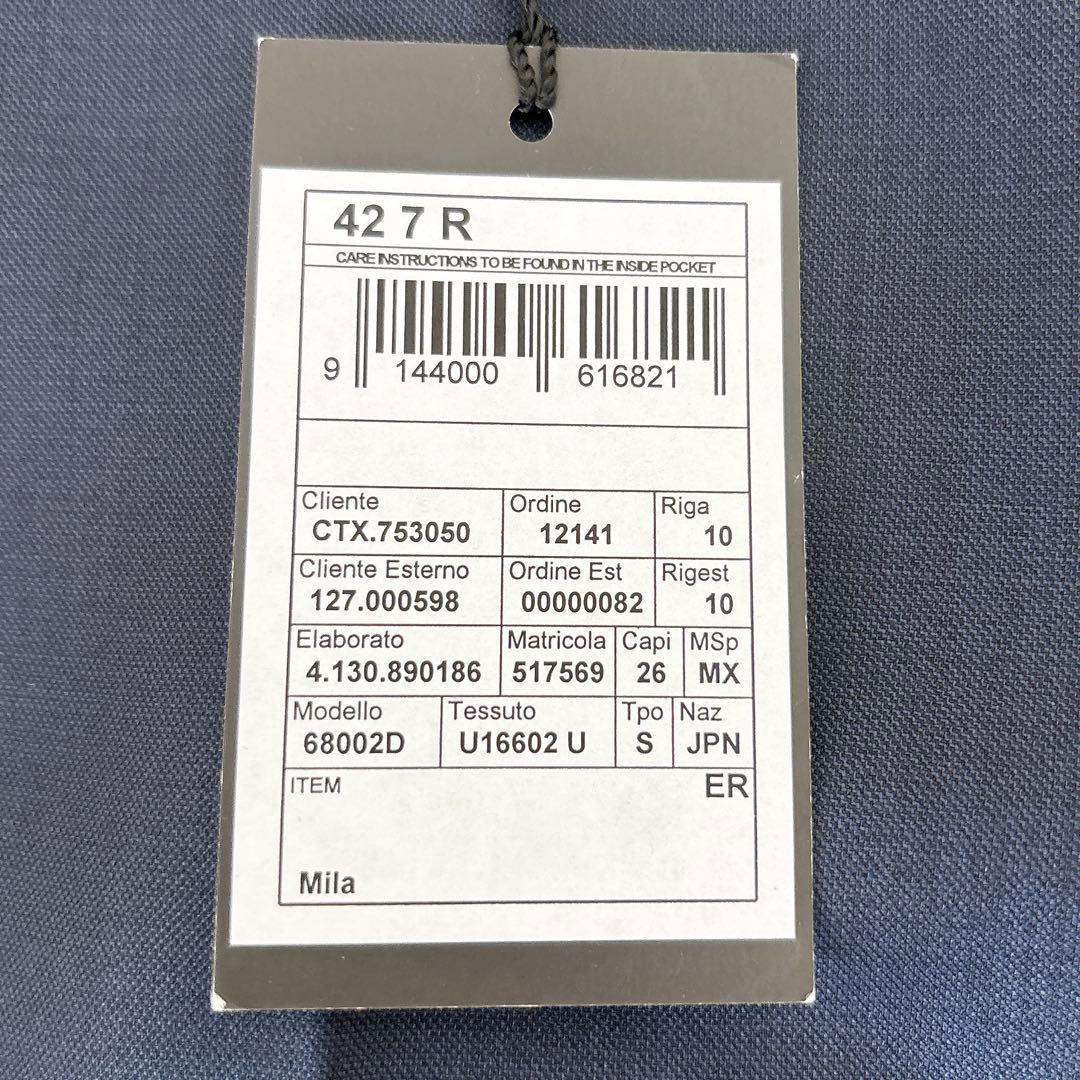 42 7 R
CARE INSTRUCTIONS TO BE FOUND IN THE INSIDE POCKET
9 144000 616821
Cliente Ordine Riga
CTX.753050 12141 10
Cliente Esterno Ordine Est Rigest
127.000598 00000082 10
Elaborato Matricola Capi MSp
4.130.890186 517569 26 MX
Modello Tessuto Tpo Naz
68002D U16602 U S JPN
ITEM ER
Mila